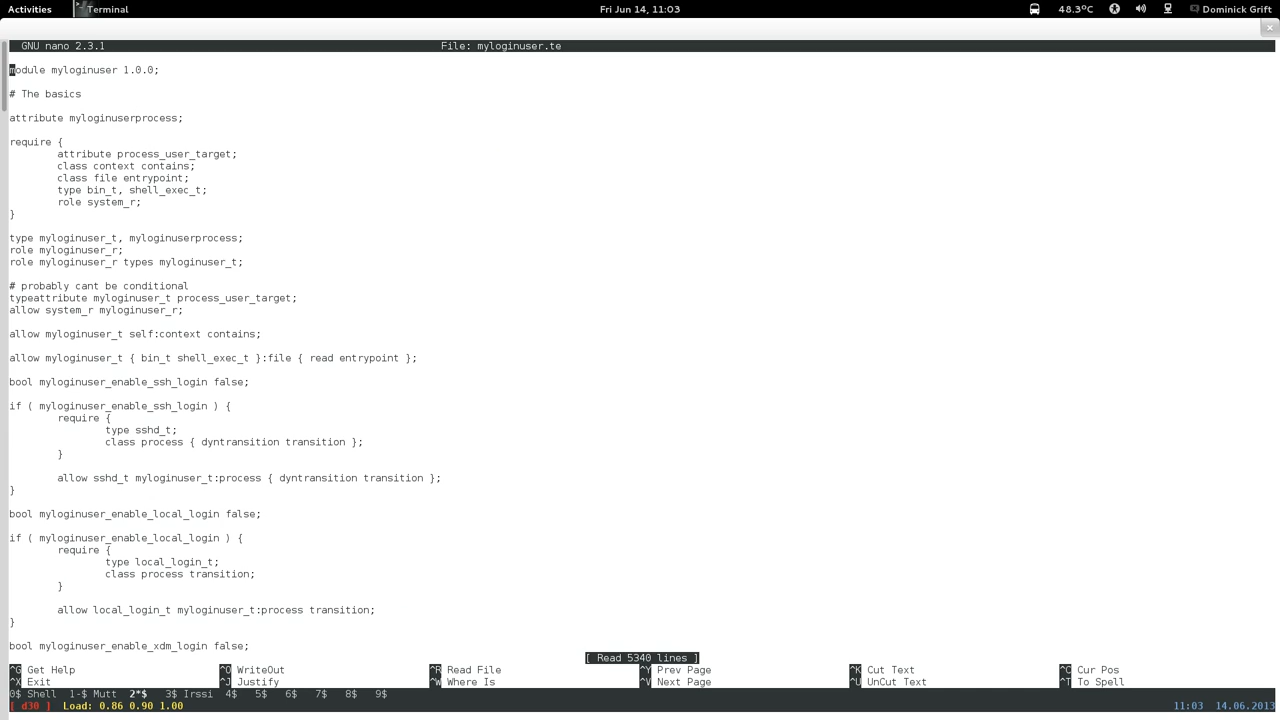 Activities Terminal Fri Jun 14, 11:03 48.3°C Dominick Grift
GNU nano 2.3.1 File: myloginuser.te
module myloginuser 1.0.0;
# The basics
attribute myloginuserprocess;
require {
attribute process_user_target;
class context contains;
class file entrypoint;
type bin_t, shell_exec_t;
role system_r;
}
type myloginuser_t, myloginuserprocess;
role myloginuser_r;
role myloginuser_r types myloginuser_t;
# probably cant be conditional
typeattribute myloginuser_t process_user_target;
allow system_r myloginuser_r;
allow myloginuser_t self:context contains;
allow myloginuser_t { bin_t shell_exec_t }:file { read entrypoint };
bool myloginuser_enable_ssh_login false;
if ( myloginuser_enable_ssh_login ) {
require {
type sshd_t;
class process { dyntransition transition };
}
allow sshd_t myloginuser_t:process { dyntransition transition };
}
bool myloginuser_enable_local_login false;
if ( myloginuser_enable_local_login ) {
require {
type local_login_t;
class process transition;
}
allow local_login_t myloginuser_t:process transition;
}
bool myloginuser_enable_xdm_login false;
[ Read 5340 lines ]
^G Get Help ^O WriteOut ^R Read File ^Y Prev Page ^K Cut Text ^C Cur Pos
^X Exit ^J Justify ^W Where Is ^V Next Page ^U UnCut Text ^T To Spell
0$ Shell 1-$ Mutt 2*$ 3$ Irssi 4$ 5$ 6$ 7$ 8$ 9$
[ d30 ] Load: 0.86 0.90 1.00 11:03 14.06.2013